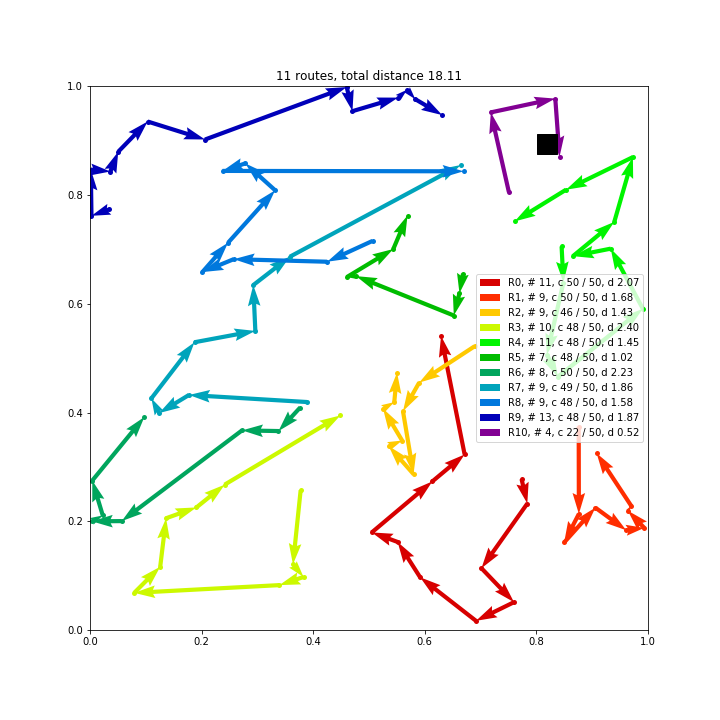 11 routes, total distance 18.11
1.0
0.8
0.6
0.4
0.2
0.0
R0, # 11, c 50 / 50, d 2.07
R1, # 9, c 50 / 50, d 1.68
R2, # 9, c 46 / 50, d 1.43
R3, # 10, c 48 / 50, d 2.40
R4, # 11, c 48 / 50, d 1.45
R5, # 7, c 48 / 50, d 1.02
R6, # 8, c 50 / 50, d 2.23
R7, # 9, c 49 / 50, d 1.86
R8, # 9, c 48 / 50, d 1.58
R9, # 13, c 48 / 50, d 1.87
R10, # 4, c 22 / 50, d 0.52
0.0 0.2 0.4 0.6 0.8 1.0